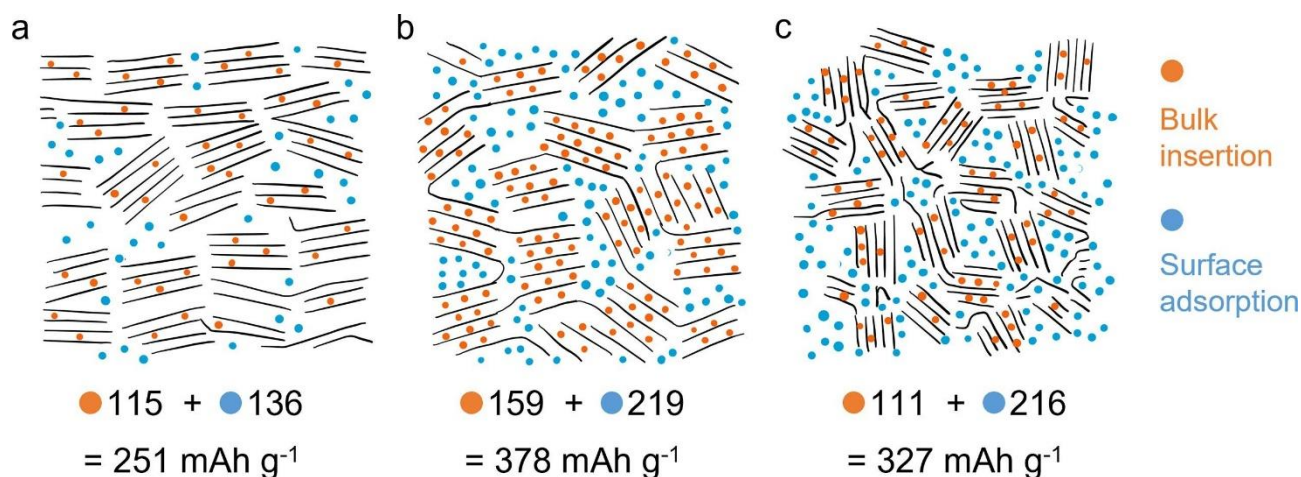 a
b
c
Bulk
insertion
Surface
adsorption
115 + 136
= 251 mAh g⁻¹
159 + 219
= 378 mAh g⁻¹
111 + 216
= 327 mAh g⁻¹